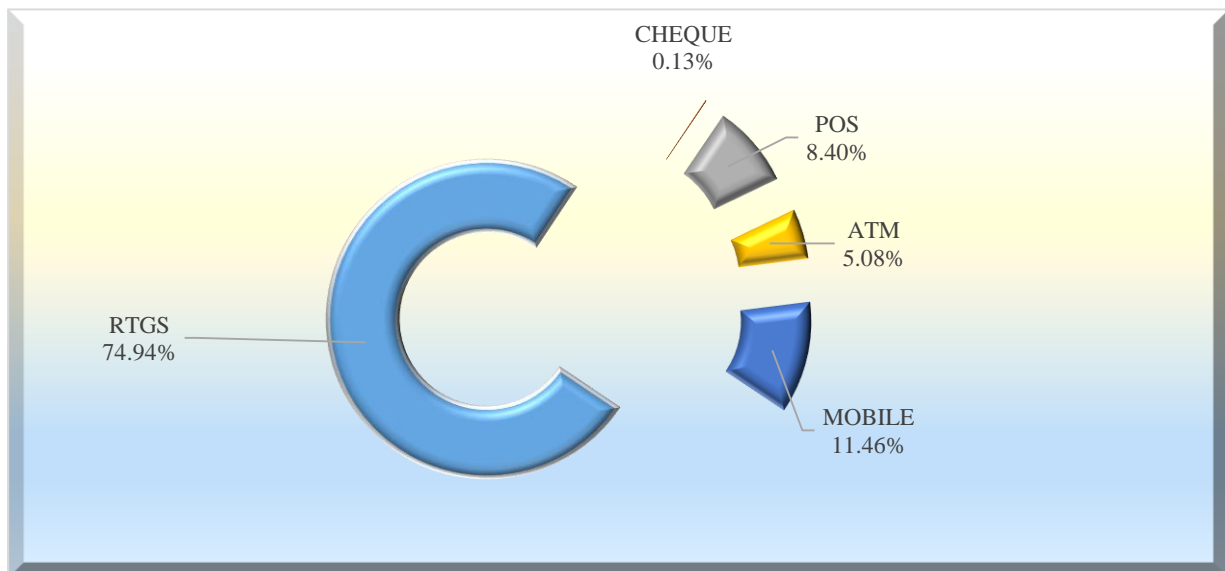 CHEQUE
0.13%
POS
8.40%
ATM
5.08%
RTGS
74.94%
MOBILE
11.46%